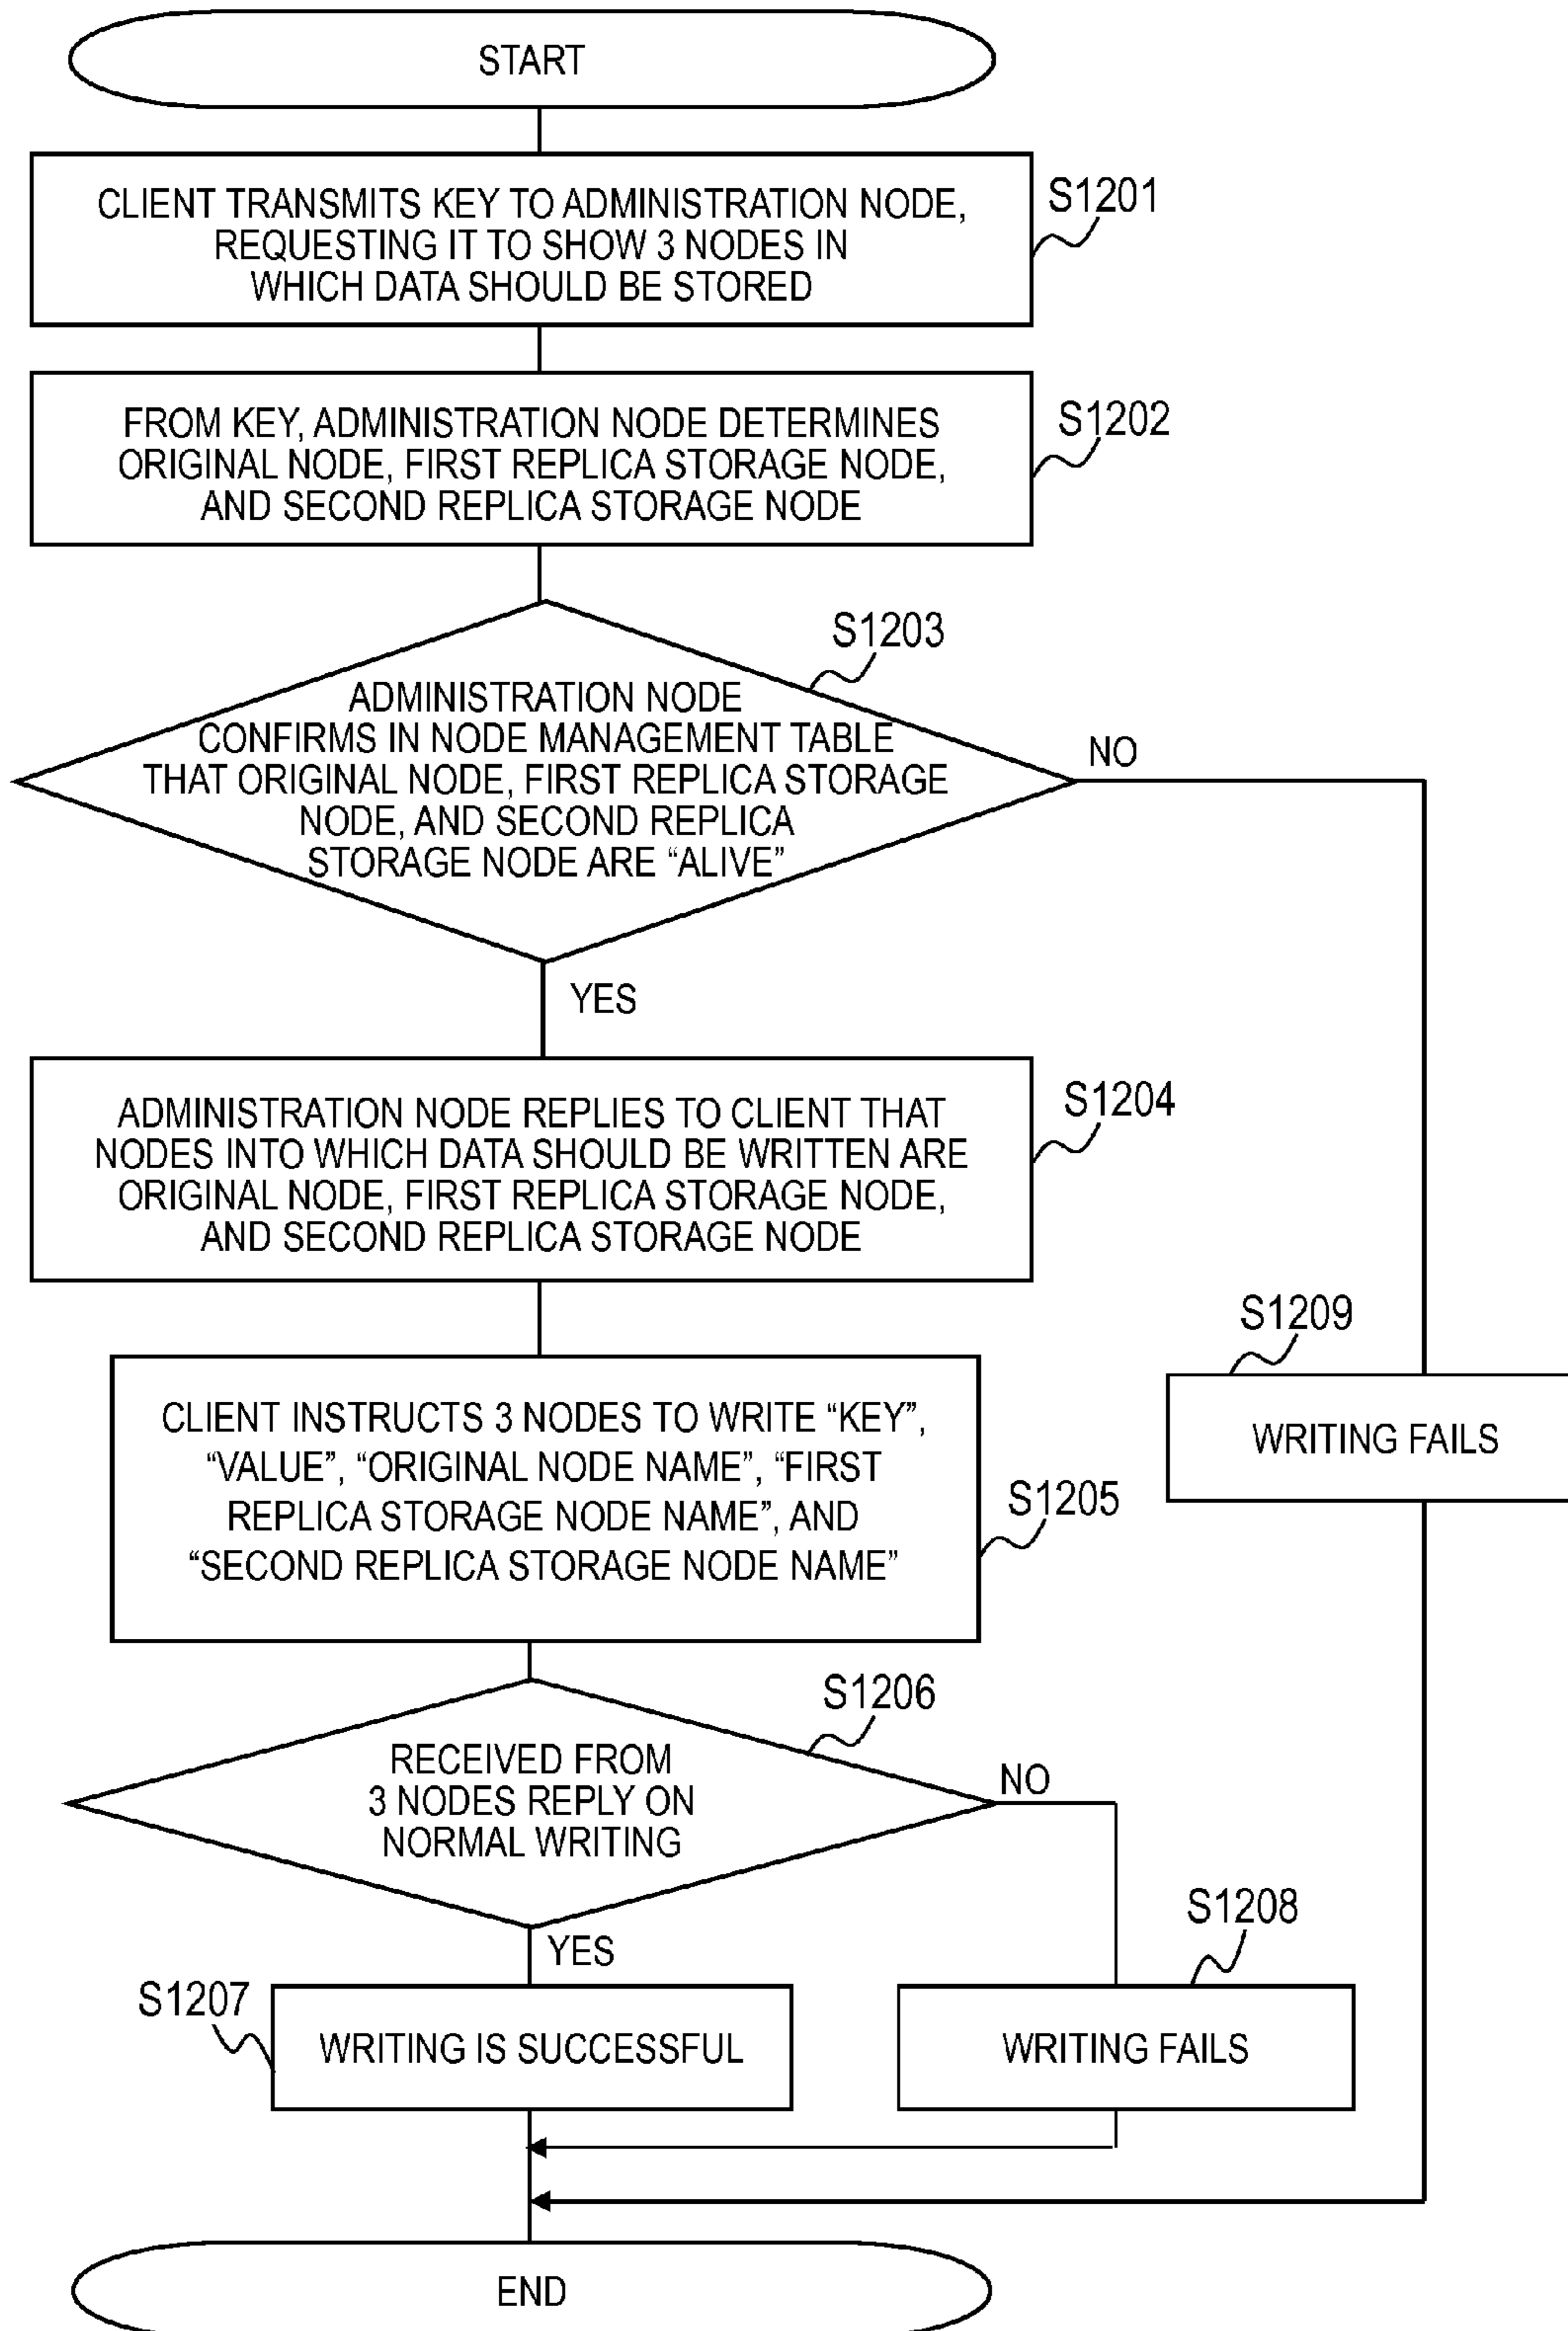 START
CLIENT TRANSMITS KEY TO ADMINISTRATION NODE,
REQUESTING IT TO SHOW 3 NODES IN
WHICH DATA SHOULD BE STORED
S1201
FROM KEY, ADMINISTRATION NODE DETERMINES
ORIGINAL NODE, FIRST REPLICA STORAGE NODE,
AND SECOND REPLICA STORAGE NODE
S1202
S1203
ADMINISTRATION NODE
CONFIRMS IN NODE MANAGEMENT TABLE
THAT ORIGINAL NODE, FIRST REPLICA STORAGE
NODE, AND SECOND REPLICA
STORAGE NODE ARE “ALIVE”
NO
YES
ADMINISTRATION NODE REPLIES TO CLIENT THAT
NODES INTO WHICH DATA SHOULD BE WRITTEN ARE
ORIGINAL NODE, FIRST REPLICA STORAGE NODE,
AND SECOND REPLICA STORAGE NODE
S1204
S1209
WRITING FAILS
CLIENT INSTRUCTS 3 NODES TO WRITE “KEY”,
“VALUE”, “ORIGINAL NODE NAME”, “FIRST
REPLICA STORAGE NODE NAME”, AND
“SECOND REPLICA STORAGE NODE NAME”
S1205
S1206
RECEIVED FROM
3 NODES REPLY ON
NORMAL WRITING
NO
YES
S1207
WRITING IS SUCCESSFUL
S1208
WRITING FAILS
END